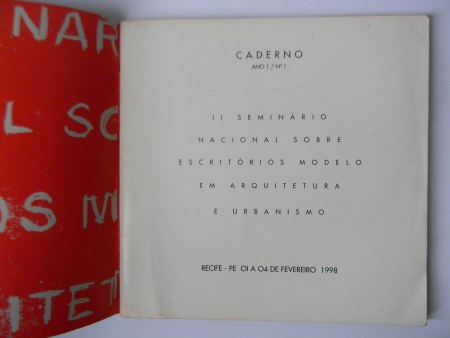 NAR
L SO
OS M
ITET
CADERNO
ANO 1 / Nº 1
II SEMINÁRIO
NACIONAL SOBRE
ESCRITÓRIOS MODELO
EM ARQUITETURA
E URBANISMO
RECIFE - PE 01 A 04 DE FEVEREIRO 1998